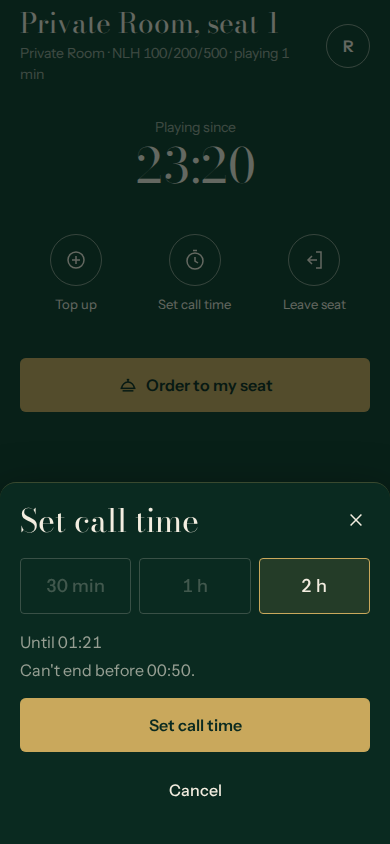 Private Room, seat 1
Private Room · NLH 100/200/500 · playing 1
min
R
Playing since
23:20
Top up
Set call time
Leave seat
Order to my seat
Set call time
30 min
1 h
2 h
Until 01:21
Can't end before 00:50.
Set call time
Cancel